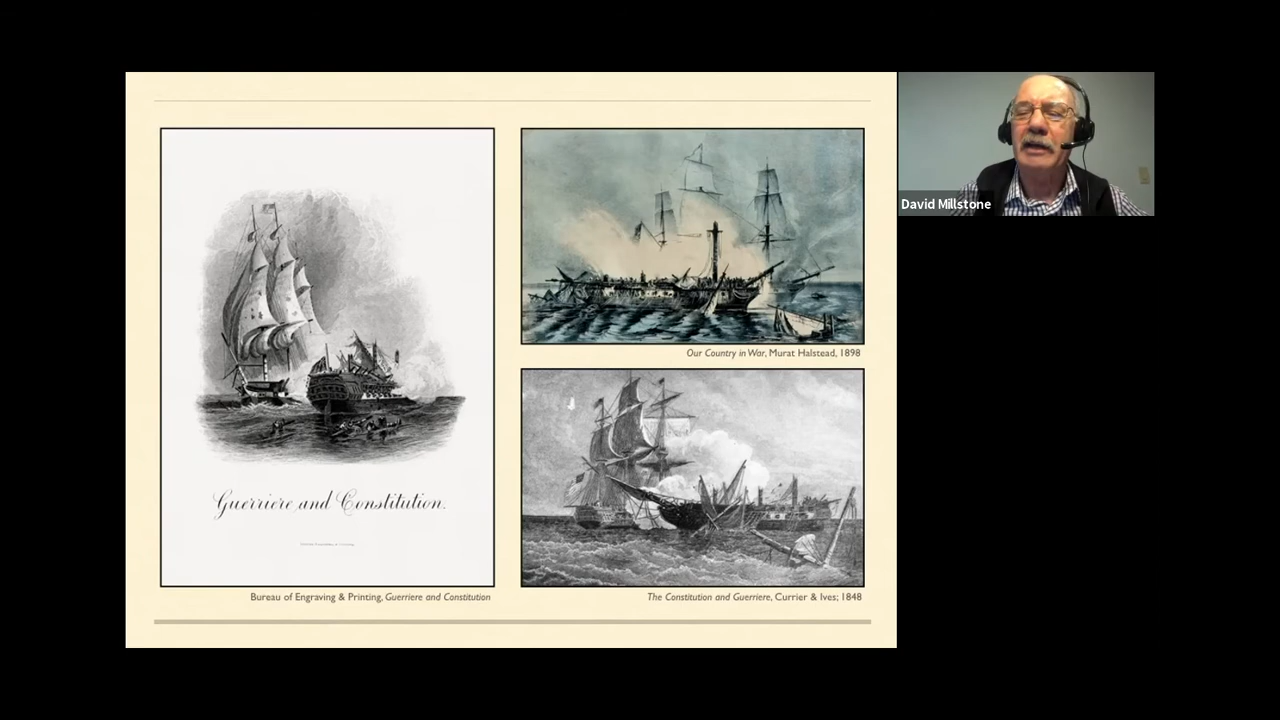 Guerriere and Constitution.
Bureau of Engraving & Printing, Guerriere and Constitution
Our Country in War, Murat Halstead, 1898
The Constitution and Guerriere, Currier & Ives; 1848
David Millstone